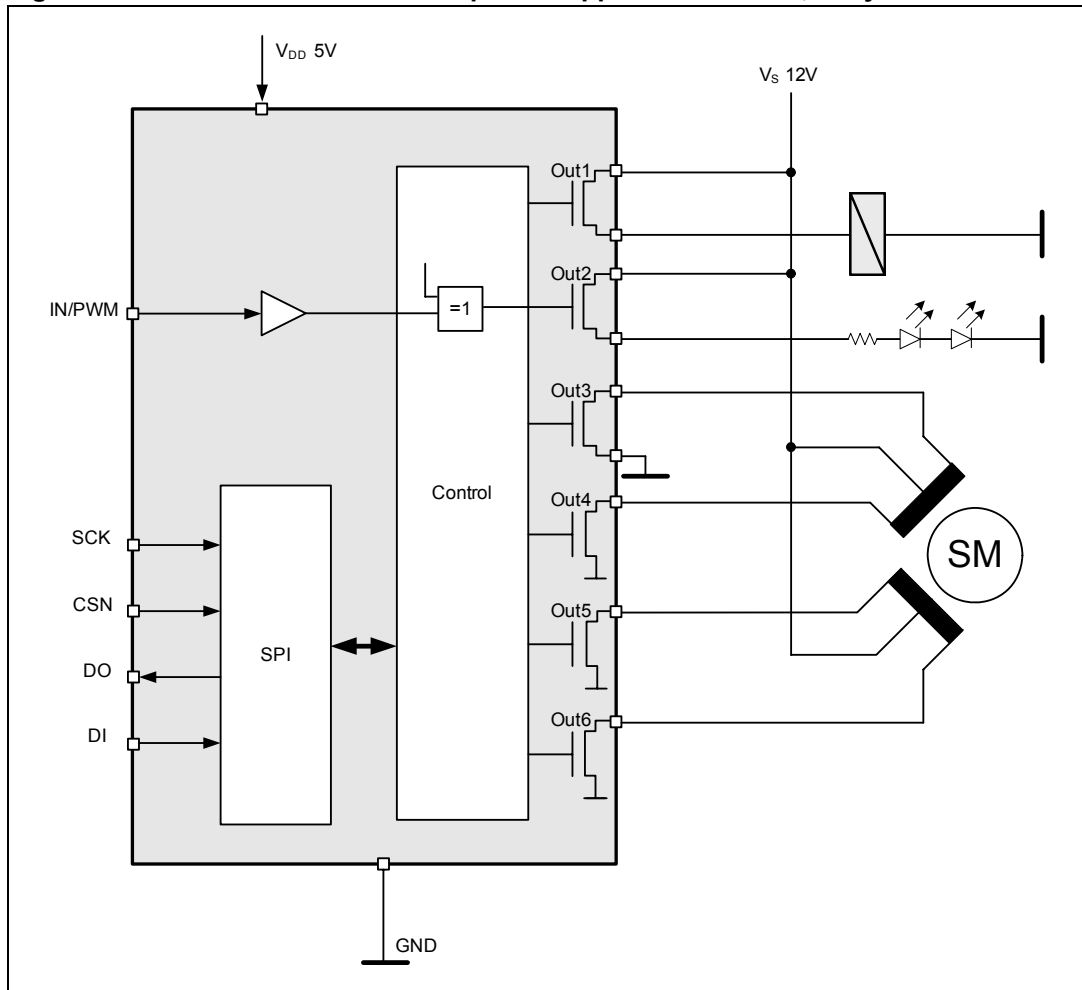 V_DD 5V
V_S 12V
Out1
Out2
IN/PWM
=1
Out3
Control
Out4
SCK
SM
CSN
Out5
SPI
DO
Out6
DI
GND